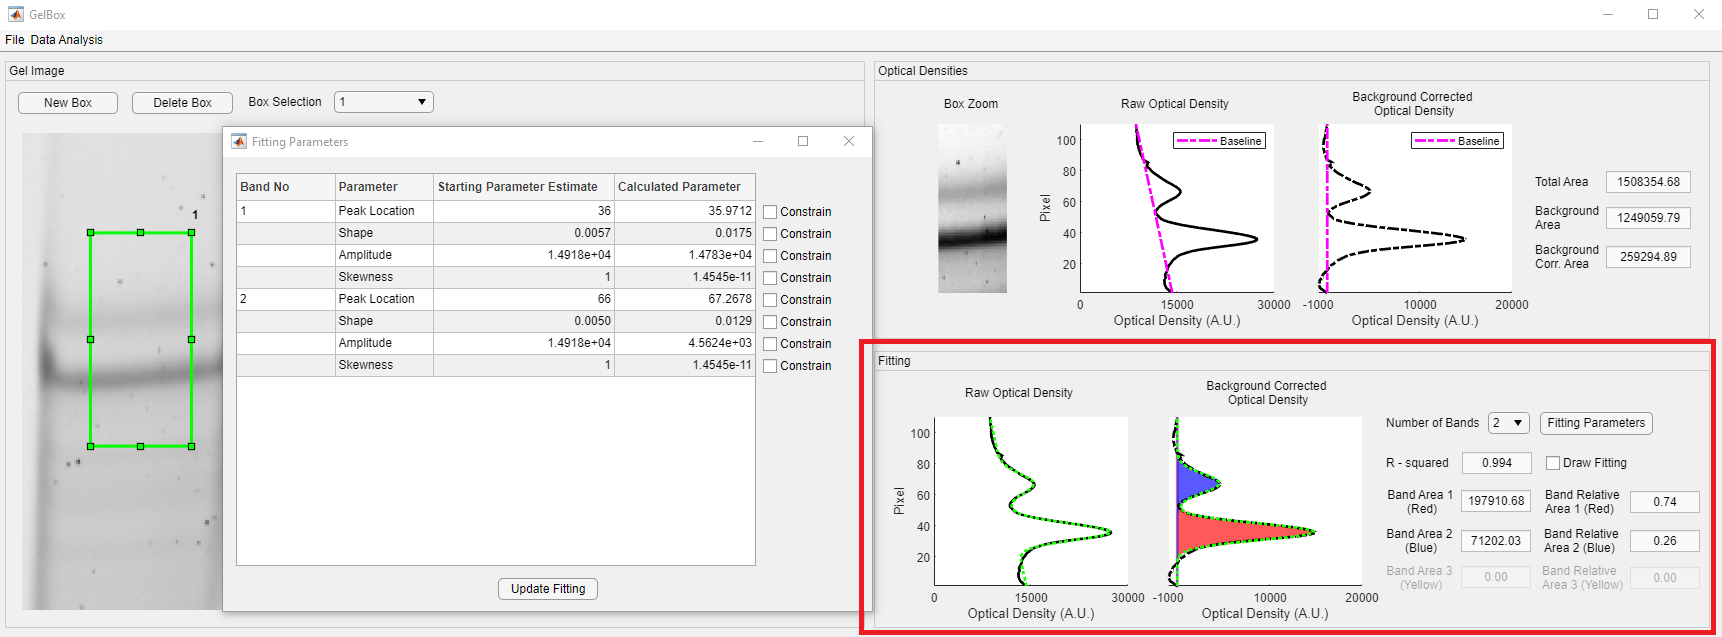 GelBox
File Data Analysis
Gel Image
New Box
Delete Box
Box Selection
1
1
Fitting Parameters
Band No Parameter Starting Parameter Estimate Calculated Parameter
1 Peak Location 36 35.9712 Constrain
Shape 0.0057 0.0175 Constrain
Amplitude 1.4918e+04 1.4783e+04 Constrain
Skewness 1 1.4545e-11 Constrain
2 Peak Location 66 67.2678 Constrain
Shape 0.0050 0.0129 Constrain
Amplitude 1.4918e+04 4.5624e+03 Constrain
Skewness 1 1.4545e-11 Constrain
Update Fitting
Optical Densities
Box Zoom
Raw Optical Density
Baseline
100
80
60
40
20
Pixel
0 15000 30000
Optical Density (A.U.)
Background Corrected
Optical Density
Baseline
-1000 10000 20000
Optical Density (A.U.)
Total Area 1508354.68
Background
Area
1249059.79
Background
Corr. Area
259294.89
Fitting
Raw Optical Density
100
80
60
40
20
Pixel
0 15000 30000
Optical Density (A.U.)
Background Corrected
Optical Density
-1000 10000 20000
Optical Density (A.U.)
Number of Bands 2 Fitting Parameters
R - squared 0.994 Draw Fitting
Band Area 1
(Red)
197910.68
Band Relative
Area 1 (Red)
0.74
Band Area 2
(Blue)
71202.03
Band Relative
Area 2 (Blue)
0.26
Band Area 3
(Yellow)
0.00
Band Relative
Area 3 (Yellow)
0.00